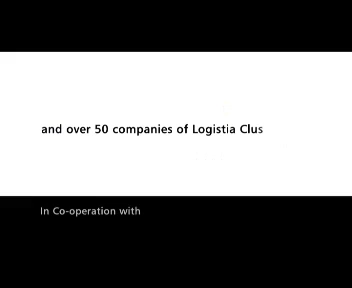 and over 50 companies of Logistia Clus
In Co-operation with